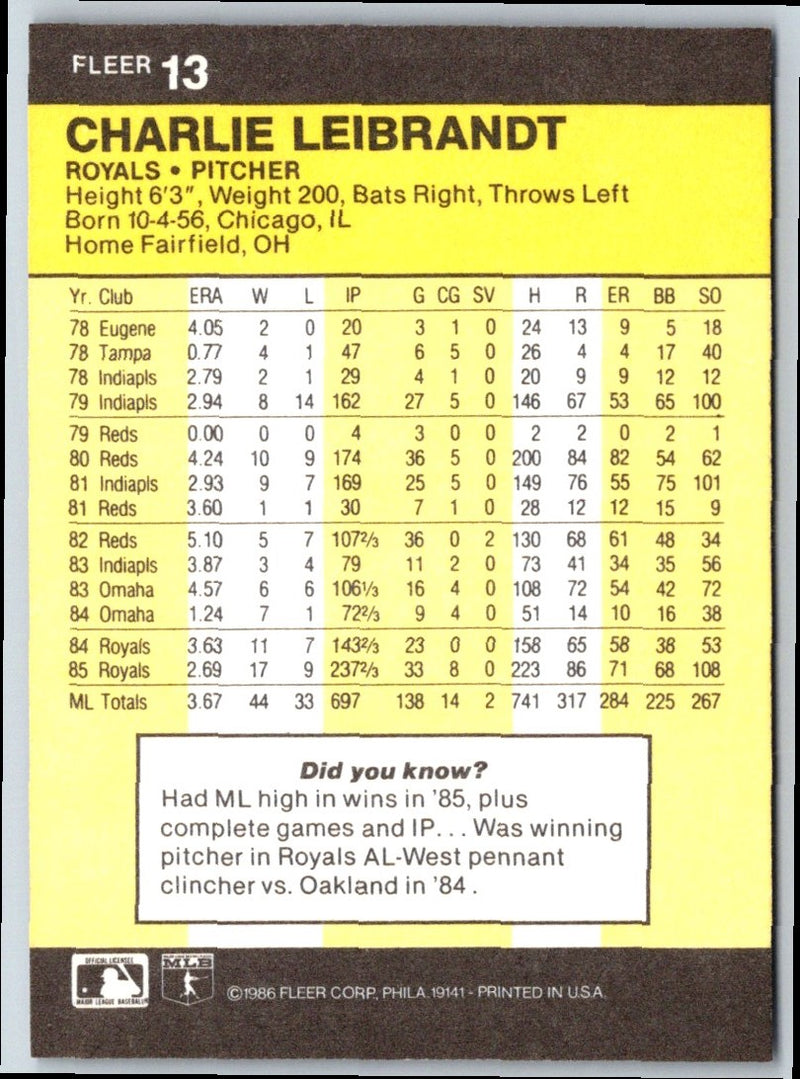 FLEER 13
CHARLIE LEIBRANDT
ROYALS • PITCHER
Height 6'3", Weight 200, Bats Right, Throws Left
Born 10-4-56, Chicago, IL
Home Fairfield, OH
Yr. Club ERA W L IP G CG SV H R ER BB SO
78 Eugene 4.05 2 0 20 3 1 0 24 13 9 5 18
78 Tampa 0.77 4 1 47 6 5 0 26 4 4 17 40
78 Indiapls 2.79 2 1 29 4 1 0 20 9 9 12 12
79 Indiapls 2.94 8 14 162 27 5 0 146 67 53 65 100
79 Reds 0.00 0 0 4 3 0 0 2 2 0 2 1
80 Reds 4.24 10 9 174 36 5 0 200 84 82 54 62
81 Indiapls 2.93 9 7 169 25 5 0 149 76 55 75 101
81 Reds 3.60 1 1 30 7 1 0 28 12 12 15 9
82 Reds 5.10 5 7 1072/3 36 0 2 130 68 61 48 34
83 Indiapls 3.87 3 4 79 11 2 0 73 41 34 35 56
83 Omaha 4.57 6 6 1061/3 16 4 0 108 72 54 42 72
84 Omaha 1.24 7 1 722/3 9 4 0 51 14 10 16 38
84 Royals 3.63 11 7 1432/3 23 0 0 158 65 58 38 53
85 Royals 2.69 17 9 2372/3 33 8 0 223 86 71 68 108
ML Totals 3.67 44 33 697 138 14 2 741 317 284 225 267
Did you know?
Had ML high in wins in '85, plus
complete games and IP... Was winning
pitcher in Royals AL-West pennant
clincher vs. Oakland in '84.
OFFICIAL LICENSEE
MAJOR LEAGUE BASEBALL
MLB
©1986 FLEER CORP, PHILA. 19141 - PRINTED IN U.S.A.